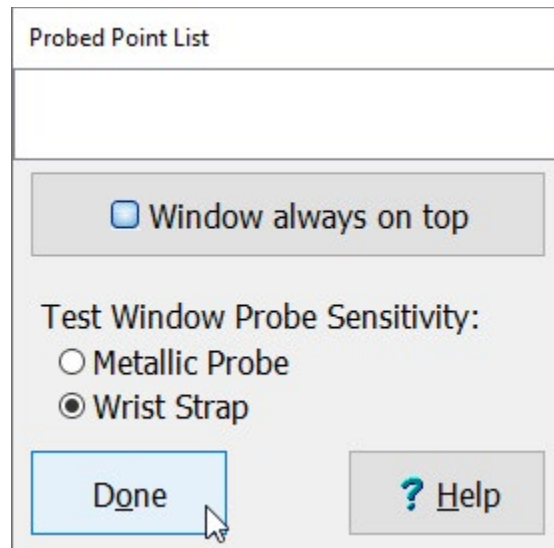 Probed Point List
Window always on top
Test Window Probe Sensitivity:
Metallic Probe
Wrist Strap
Done
? Help